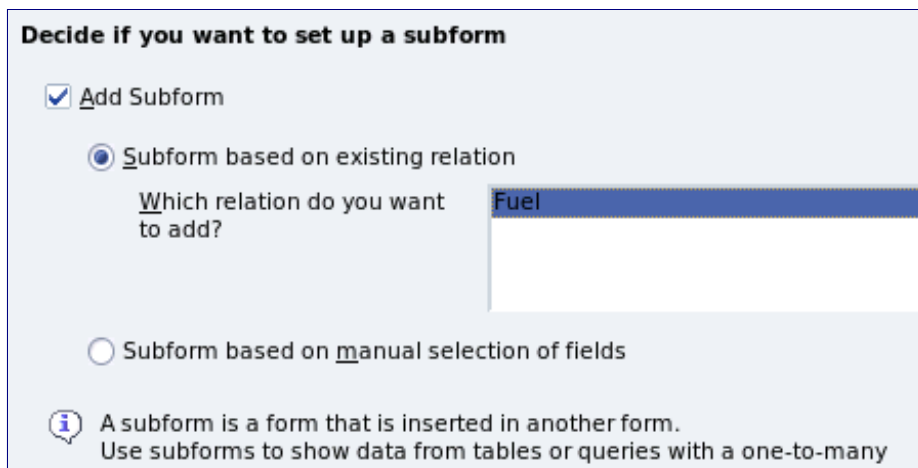 Decide if you want to set up a subform
Add Subform
Subform based on existing relation
Which relation do you want
to add?
Fuel
Subform based on manual selection of fields
A subform is a form that is inserted in another form.
Use subforms to show data from tables or queries with a one-to-many